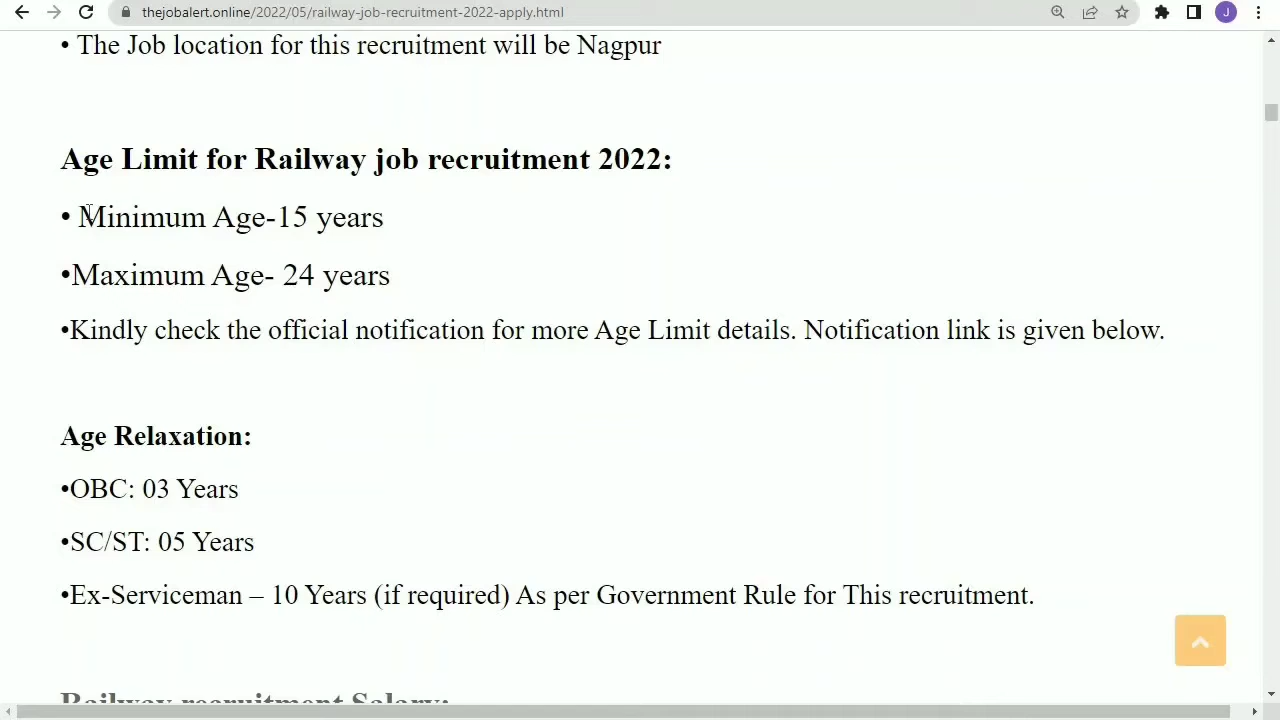 thejobalert.online/2022/05/railway-job-recruitment-2022-apply.html
J
• The Job location for this recruitment will be Nagpur
Age Limit for Railway job recruitment 2022:
• Minimum Age-15 years
•Maximum Age- 24 years
•Kindly check the official notification for more Age Limit details. Notification link is given below.
Age Relaxation:
•OBC: 03 Years
•SC/ST: 05 Years
•Ex-Serviceman – 10 Years (if required) As per Government Rule for This recruitment.
Railway recruitment Salary: